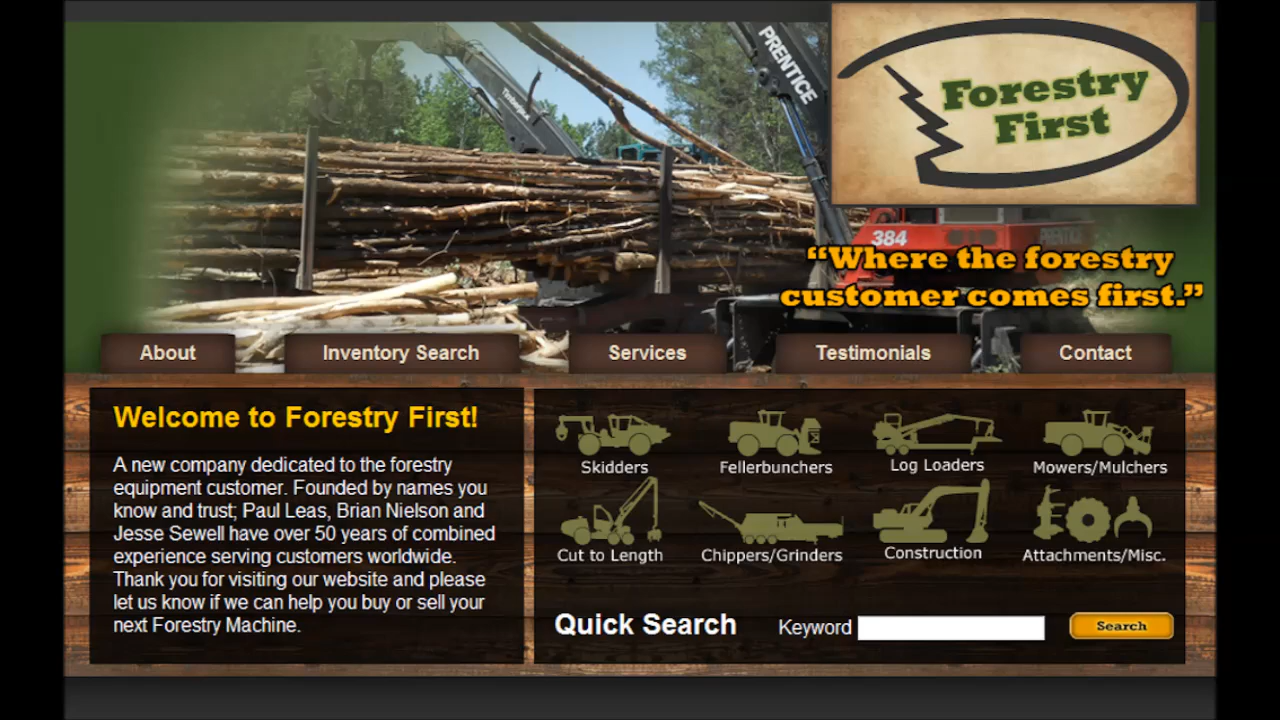 PRENTICE
Forestry
First
384
“Where the forestry
customer comes first.”
About
Inventory Search
Services
Testimonials
Contact
Welcome to Forestry First!
A new company dedicated to the forestry
equipment customer. Founded by names you
know and trust; Paul Leas, Brian Nielson and
Jesse Sewell have over 50 years of combined
experience serving customers worldwide.
Thank you for visiting our website and please
let us know if we can help you buy or sell your
next Forestry Machine.
Skidders
Fellerbunchers
Log Loaders
Mowers/Mulchers
Cut to Length
Chippers/Grinders
Construction
Attachments/Misc.
Quick Search
Keyword
Search